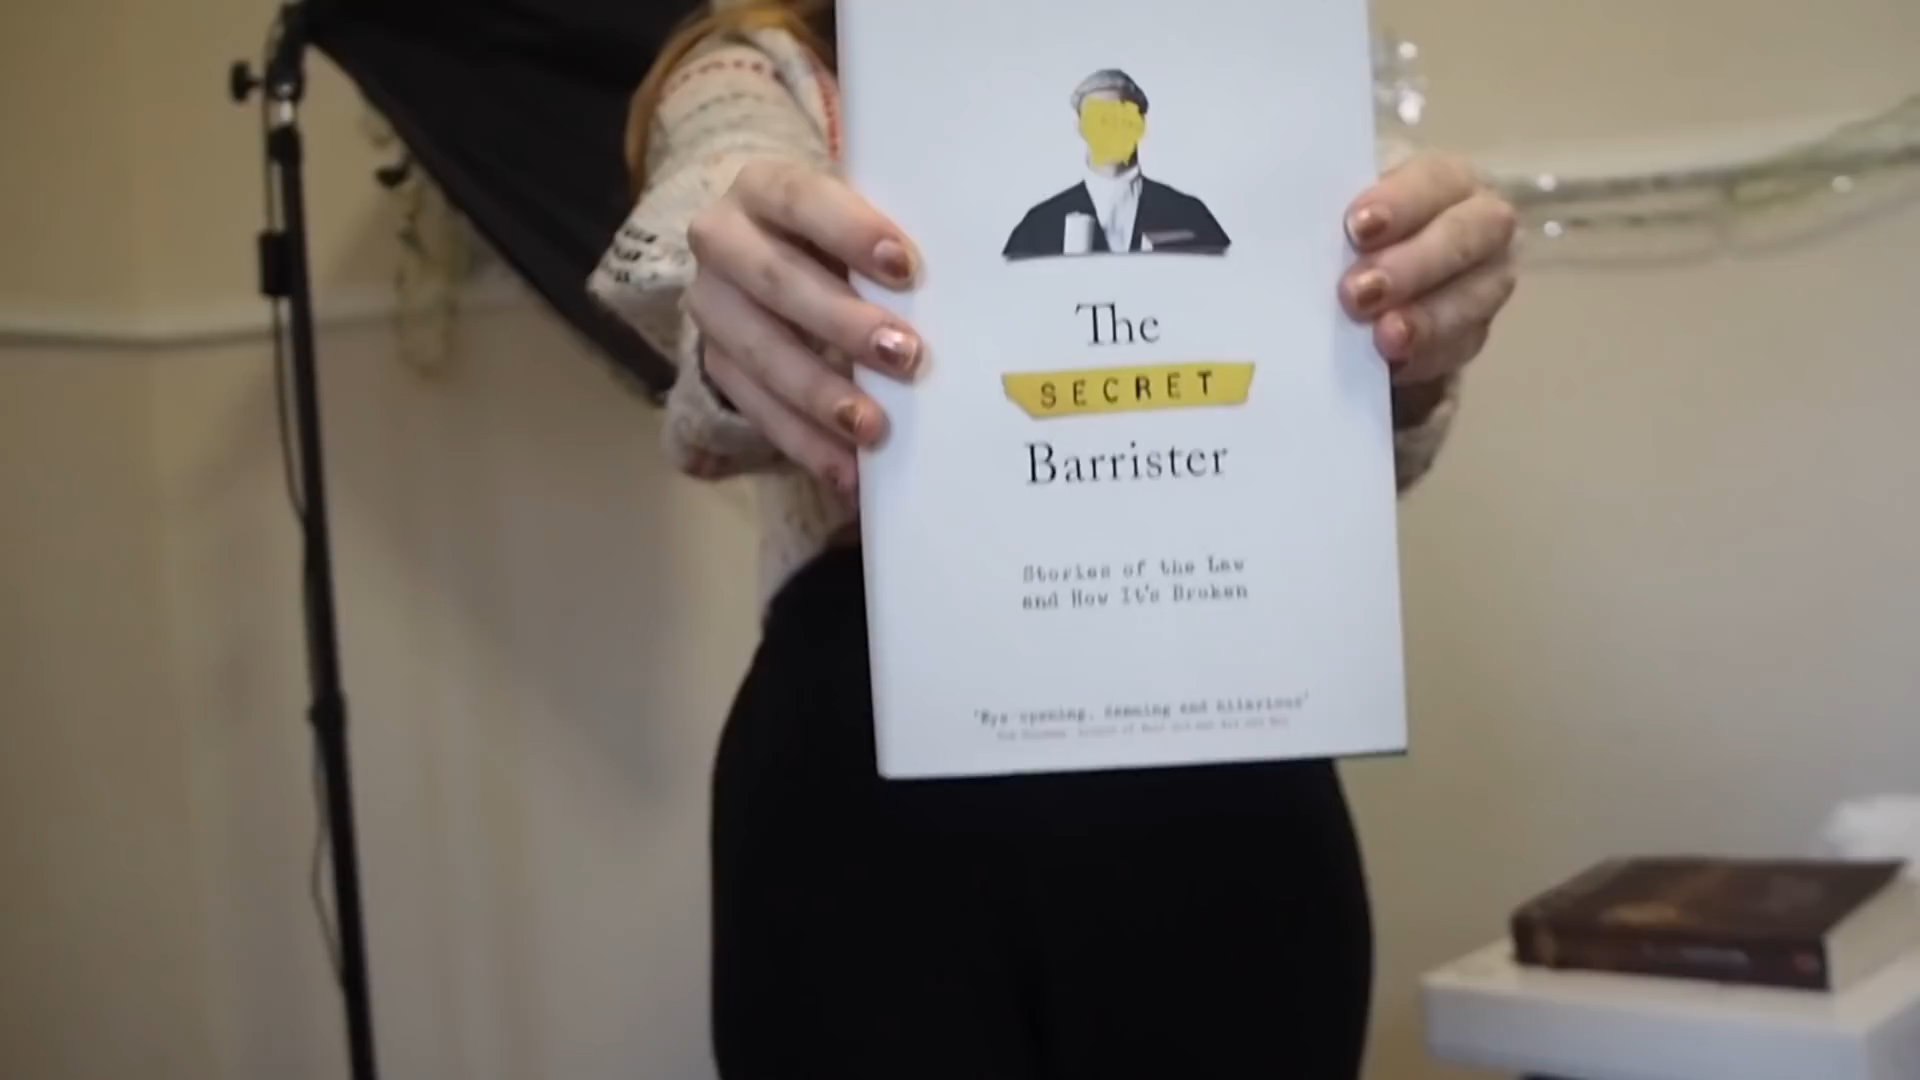 The
SECRET
Barrister
Stories of the Law
and How It's Broken
'Eye-opening, damning and hilarious'